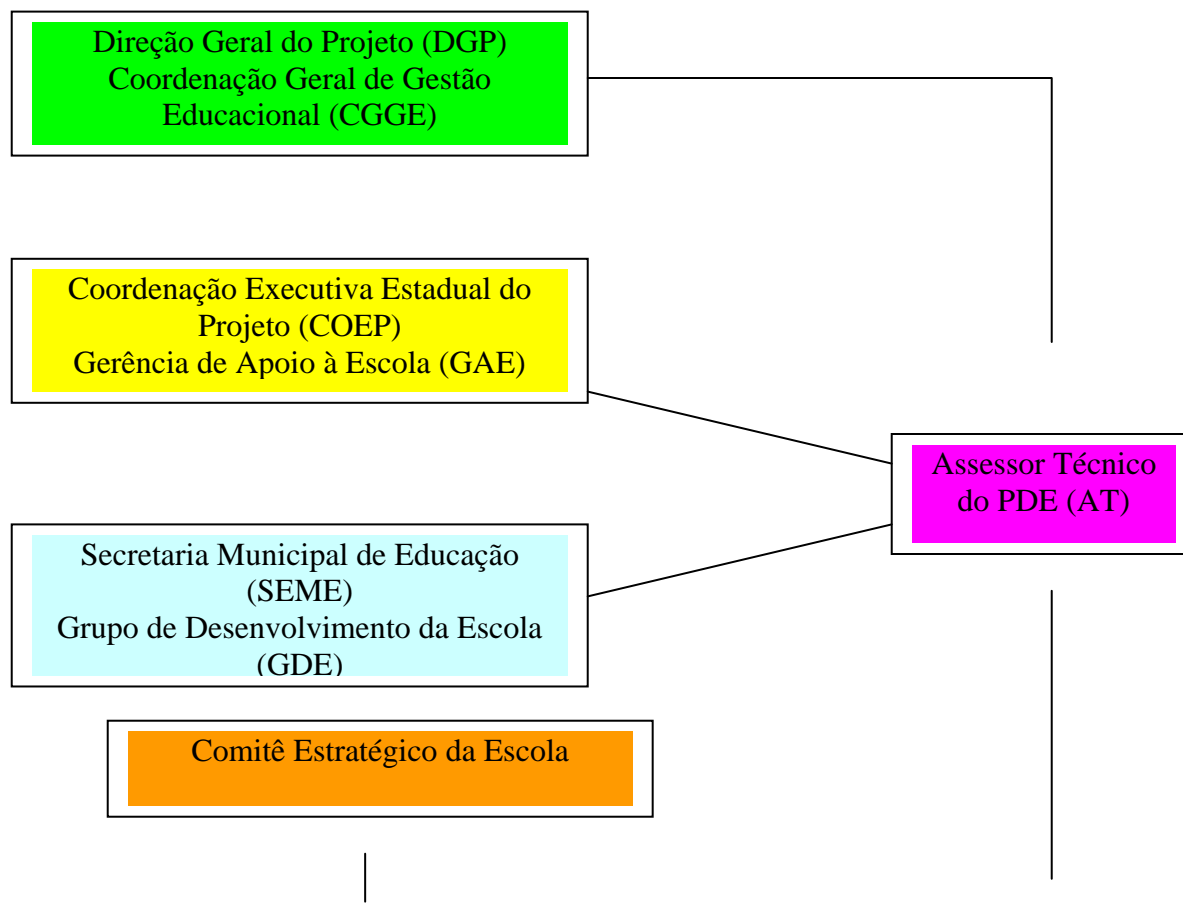 Direção Geral do Projeto (DGP)
Coordenação Geral de Gestão
Educacional (CGGE)
Coordenação Executiva Estadual do
Projeto (COEP)
Gerência de Apoio à Escola (GAE)
Assessor Técnico
do PDE (AT)
Secretaria Municipal de Educação
(SEME)
Grupo de Desenvolvimento da Escola
(GDE)
Comitê Estratégico da Escola